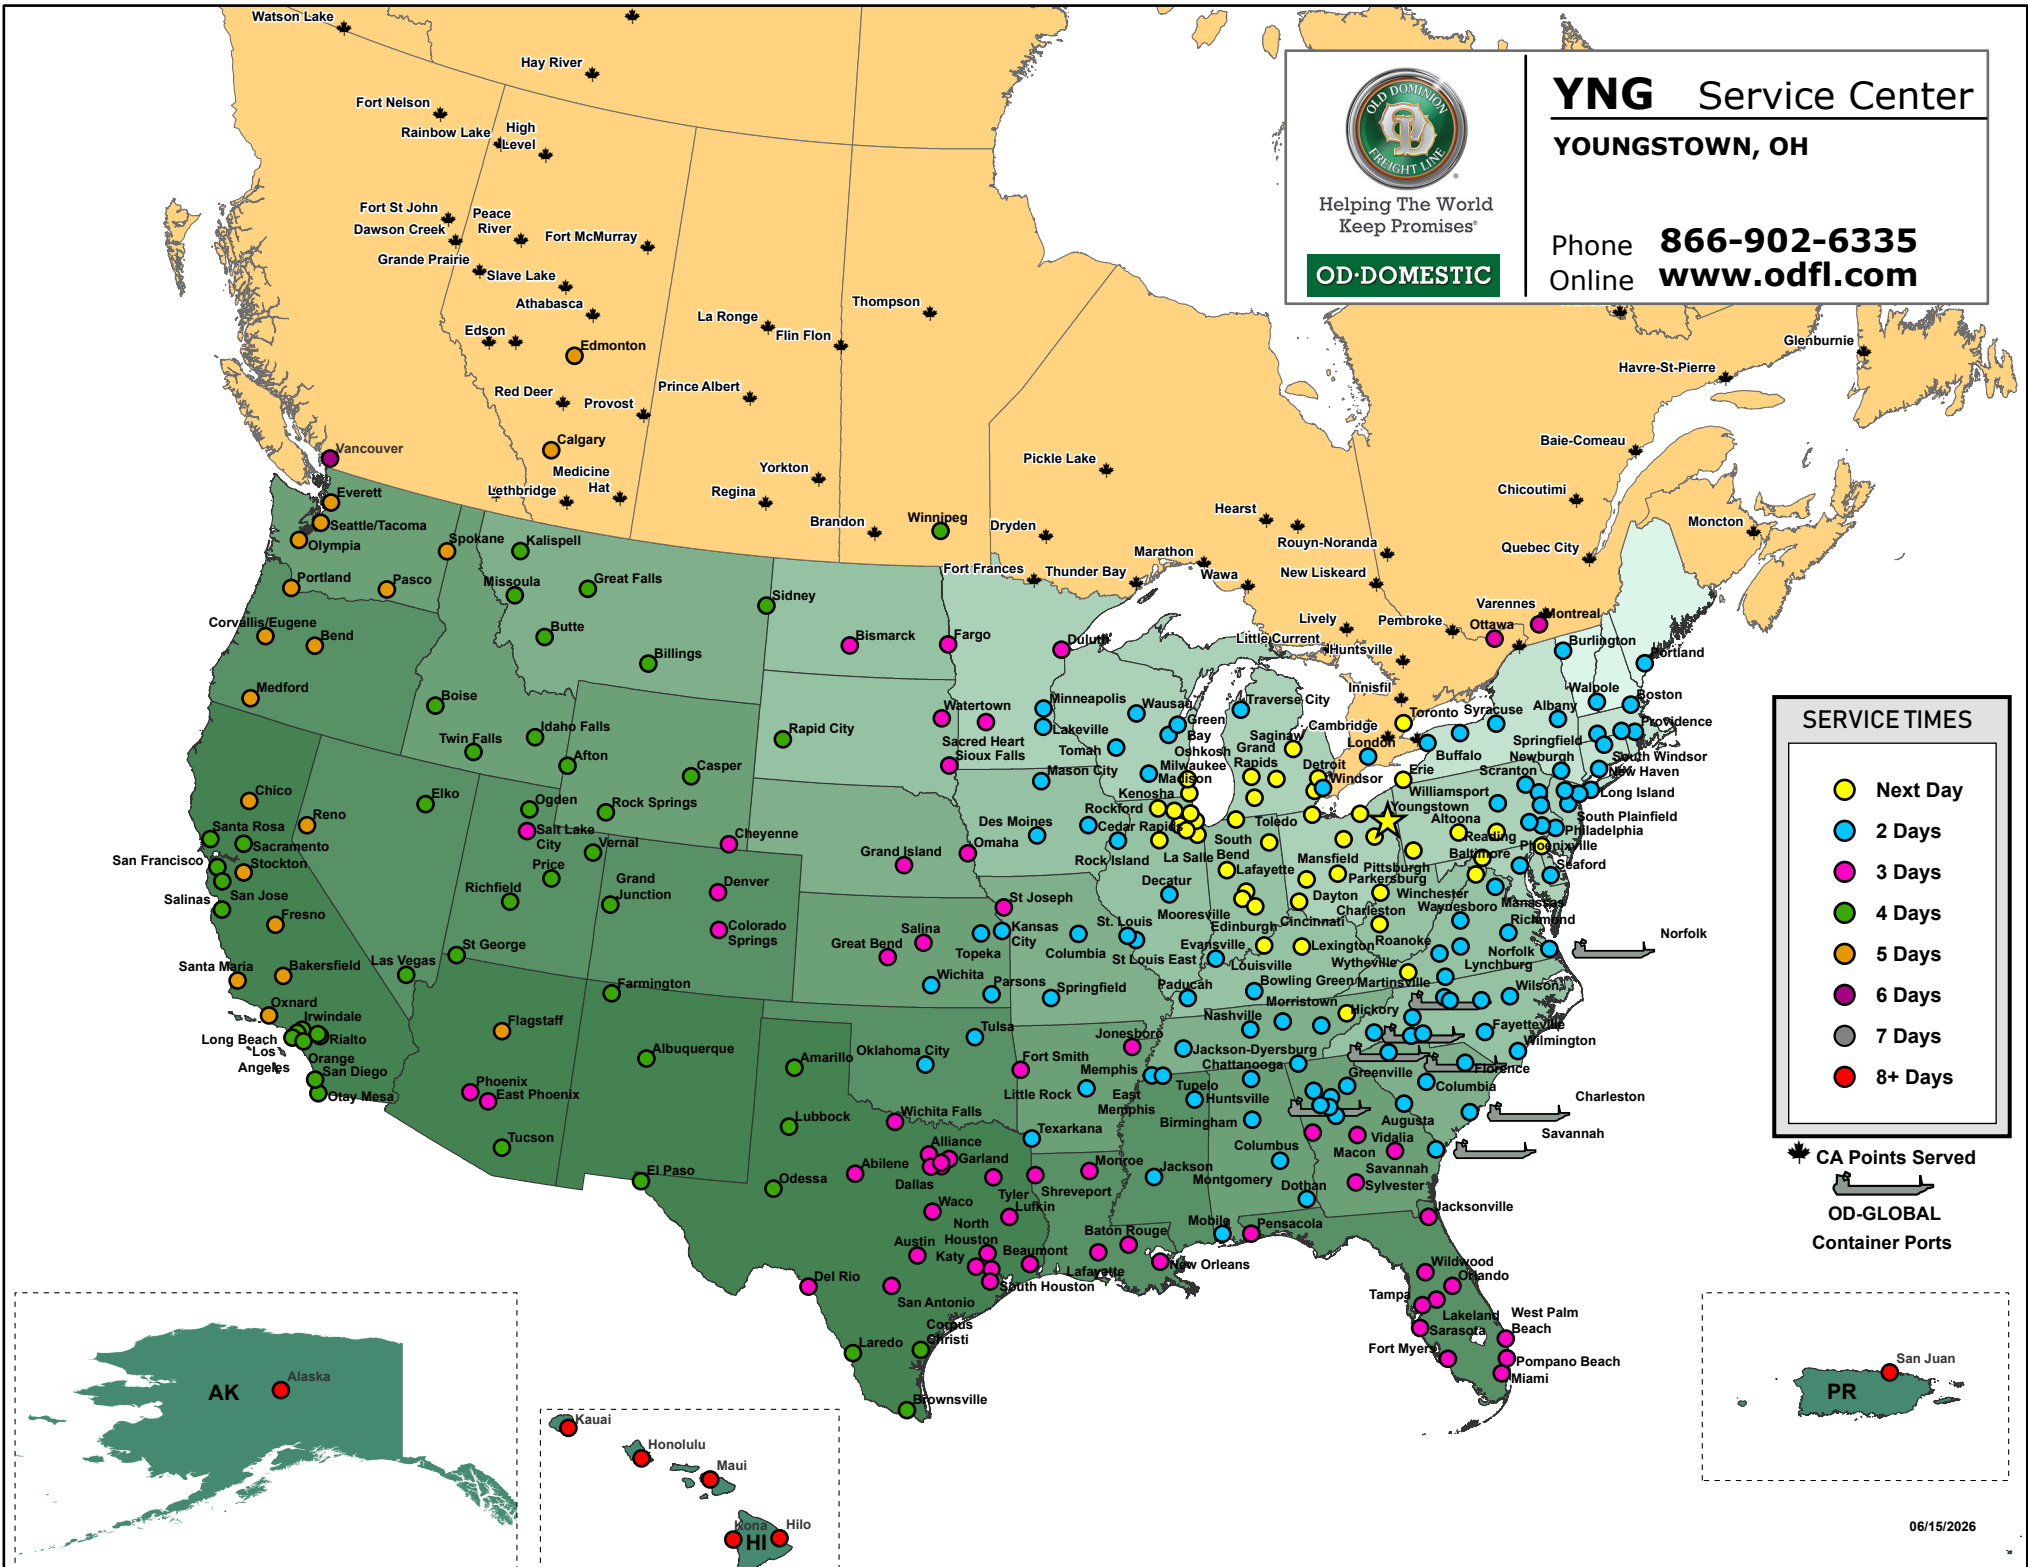 Watson Lake
Hay River
Fort Nelson
Rainbow Lake
High
Level
Fort St John
Dawson Creek
Peace
River
Fort McMurray
Grande Prairie
Slave Lake
Athabasca
Edson
Edmonton
La Ronge
Flin Flon
Thompson
Red Deer
Provost
Prince Albert
Calgary
Medicine
Hat
Lethbridge
Yorkton
Regina
Brandon
Winnipeg
Dryden
Pickle Lake
Fort Frances
Thunder Bay
Marathon
Wawa
Hearst
Rouyn-Noranda
New Liskeard
Lively
Little Current
Huntsville
Pembroke
Innisfil
Cambridge
Toronto
London
Windsor
Varennes
Montreal
Ottawa
Quebec City
Chicoutimi
Baie-Comeau
Havre-St-Pierre
Glenburnie
Moncton
Vancouver
OLD DOMINION
FREIGHT LINE
Helping The World
Keep Promises®
OD·DOMESTIC
YNG Service Center
YOUNGSTOWN, OH
Phone 866-902-6335
Online www.odfl.com
Everett
Seattle/Tacoma
Olympia
Spokane
Portland
Pasco
Corvallis/Eugene
Bend
Medford
Kalispell
Missoula
Great Falls
Butte
Billings
Sidney
Boise
Idaho Falls
Twin Falls
Afton
Casper
Rock Springs
Cheyenne
Chico
Reno
Elko
Santa Rosa
Sacramento
San Francisco
Stockton
San Jose
Salinas
Fresno
Santa Maria
Bakersfield
Oxnard
Irwindale
Long Beach
Rialto
Los
Angeles
Orange
San Diego
Otay Mesa
Las Vegas
Ogden
Salt Lake
City
Vernal
Price
Richfield
St George
Grand
Junction
Denver
Colorado
Springs
Flagstaff
Phoenix
East Phoenix
Tucson
Farmington
Albuquerque
Bismarck
Fargo
Rapid City
Watertown
Sacred Heart
Sioux Falls
Duluth
Minneapolis
Lakeville
Mason City
Grand Island
Omaha
Des Moines
Cedar Rapids
Rock Island
Salina
Great Bend
Topeka
Wichita
Parsons
St Joseph
Kansas
City
Columbia
St. Louis
St Louis East
Springfield
Wausau
Green
Bay
Tomah
Oshkosh
Milwaukee
Madison
Kenosha
Rockford
La Salle
Decatur
Traverse City
Saginaw
Grand
Rapids
Detroit
South
Bend
Toledo
Lafayette
Mooresville
Edinburgh
Evansville
Mansfield
Dayton
Cincinnati
Youngstown
Erie
Altoona
Pittsburgh
Parkersburg
Charleston
Louisville
Lexington
Bowling Green
Paducah
Morristown
Nashville
Jackson-Dyersburg
Chattanooga
Memphis
East
Memphis
Buffalo
Syracuse
Albany
Burlington
Portland
Walpole
Boston
Providence
Springfield
South Windsor
New Haven
Newburgh
Scranton
Long Island
Williamsport
South Plainfield
Philadelphia
Reading
Phoenixville
Baltimore
Seaford
Winchester
Waynesboro
Manassas
Richmond
Roanoke
Norfolk
Lynchburg
Wytheville
Martinsville
Wilson
Hickory
Fayetteville
Wilmington
Greenville
Florence
Columbia
Augusta
Norfolk
Charleston
Savannah
Amarillo
Lubbock
El Paso
Odessa
Oklahoma City
Tulsa
Wichita Falls
Abilene
Alliance
Garland
Dallas
Waco
Tyler
Lufkin
Austin
North
Houston
Katy
Beaumont
South Houston
San Antonio
Del Rio
Laredo
Corpus
Christi
Brownsville
Fort Smith
Jonesboro
Little Rock
Texarkana
Shreveport
Monroe
Baton Rouge
Lafayette
New Orleans
Tupelo
Huntsville
Birmingham
Jackson
Montgomery
Dothan
Mobile
Columbus
Macon
Vidalia
Savannah
Sylvester
Pensacola
Jacksonville
Wildwood
Orlando
Tampa
Lakeland
Sarasota
Fort Myers
West Palm
Beach
Pompano Beach
Miami
SERVICE TIMES
Next Day
2 Days
3 Days
4 Days
5 Days
6 Days
7 Days
8+ Days
CA Points Served
OD-GLOBAL
Container Ports
AK
Alaska
Kauai
Honolulu
Maui
Kona
Hilo
HI
San Juan
PR
06/15/2026